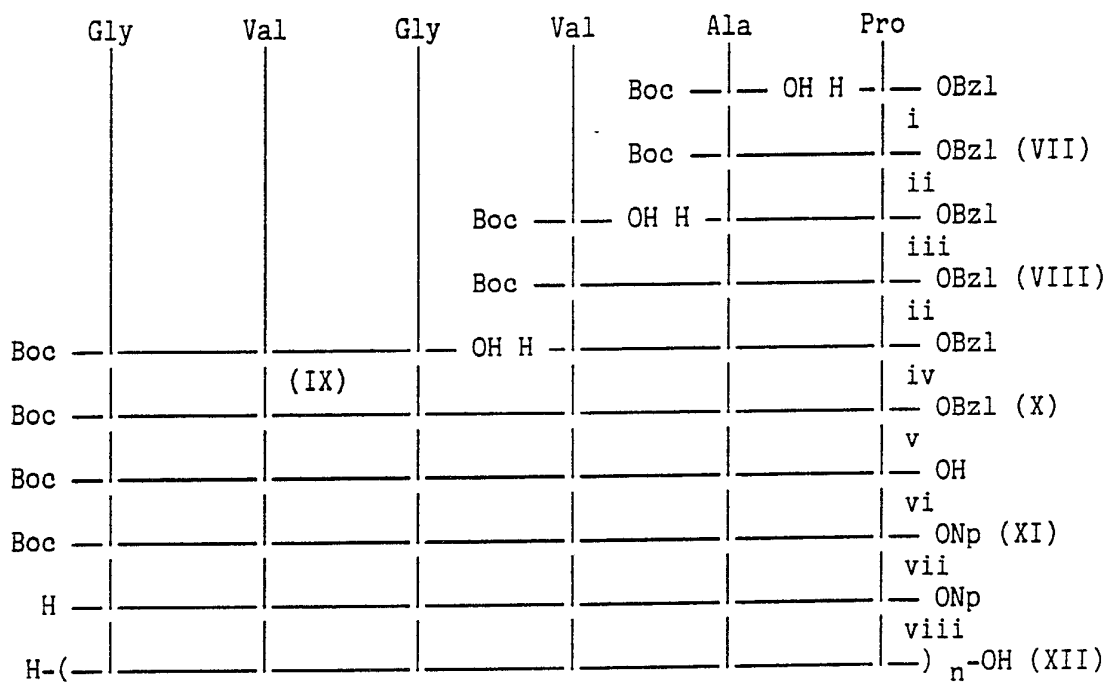 Gly Val Gly Val Ala Pro
Boc OH H OBzl
i
Boc OBzl (VII)
ii
Boc OH H OBzl
iii
Boc OBzl (VIII)
ii
Boc OH H OBzl
(IX) iv
Boc OBzl (X)
v
Boc OH
vi
Boc ONp (XI)
vii
H ONp
viii
H-( )n-OH (XII)